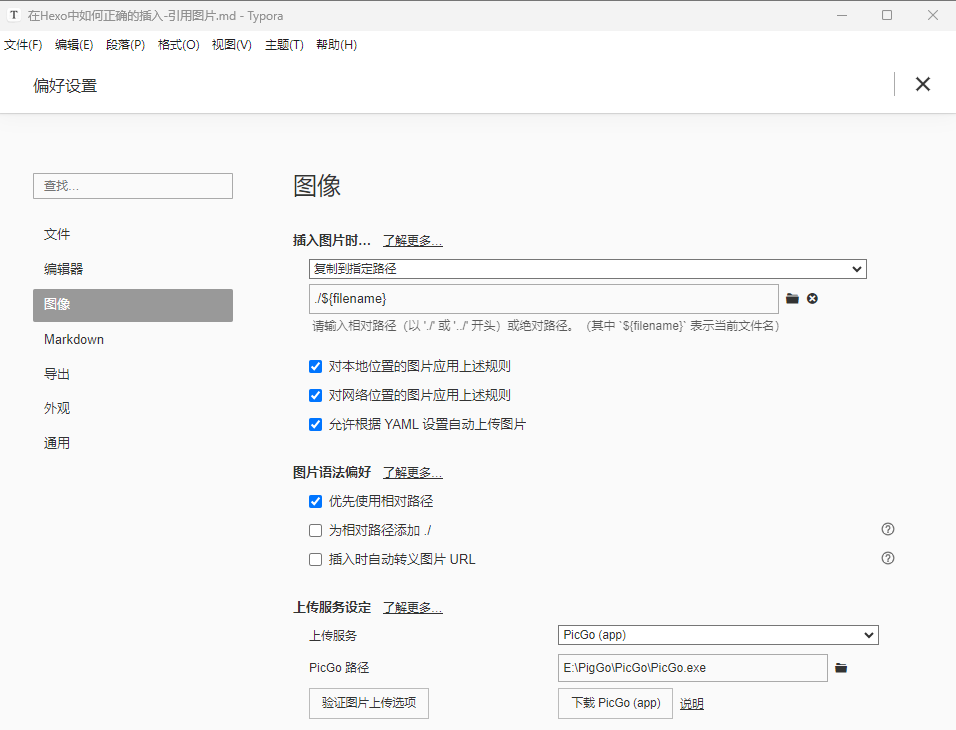 T 在Hexo中如何正确的插入-引用图片.md - Typora
文件(F) 编辑(E) 段落(P) 格式(O) 视图(V) 主题(T) 帮助(H)
偏好设置
查找...
文件
编辑器
图像
Markdown
导出
外观
通用
图像
插入图片时... 了解更多...
复制到指定路径
./${filename}
请输入相对路径（以 './' 或 '../' 开头）或绝对路径。（其中 `${filename}` 表示当前文件名）
对本地位置的图片应用上述规则
对网络位置的图片应用上述规则
允许根据 YAML 设置自动上传图片
图片语法偏好 了解更多...
优先使用相对路径
为相对路径添加 ./
插入时自动转义图片 URL
上传服务设定 了解更多...
上传服务 PicGo (app)
PicGo 路径 E:\PigGo\PicGo\PicGo.exe
验证图片上传选项 下载 PicGo (app) 说明